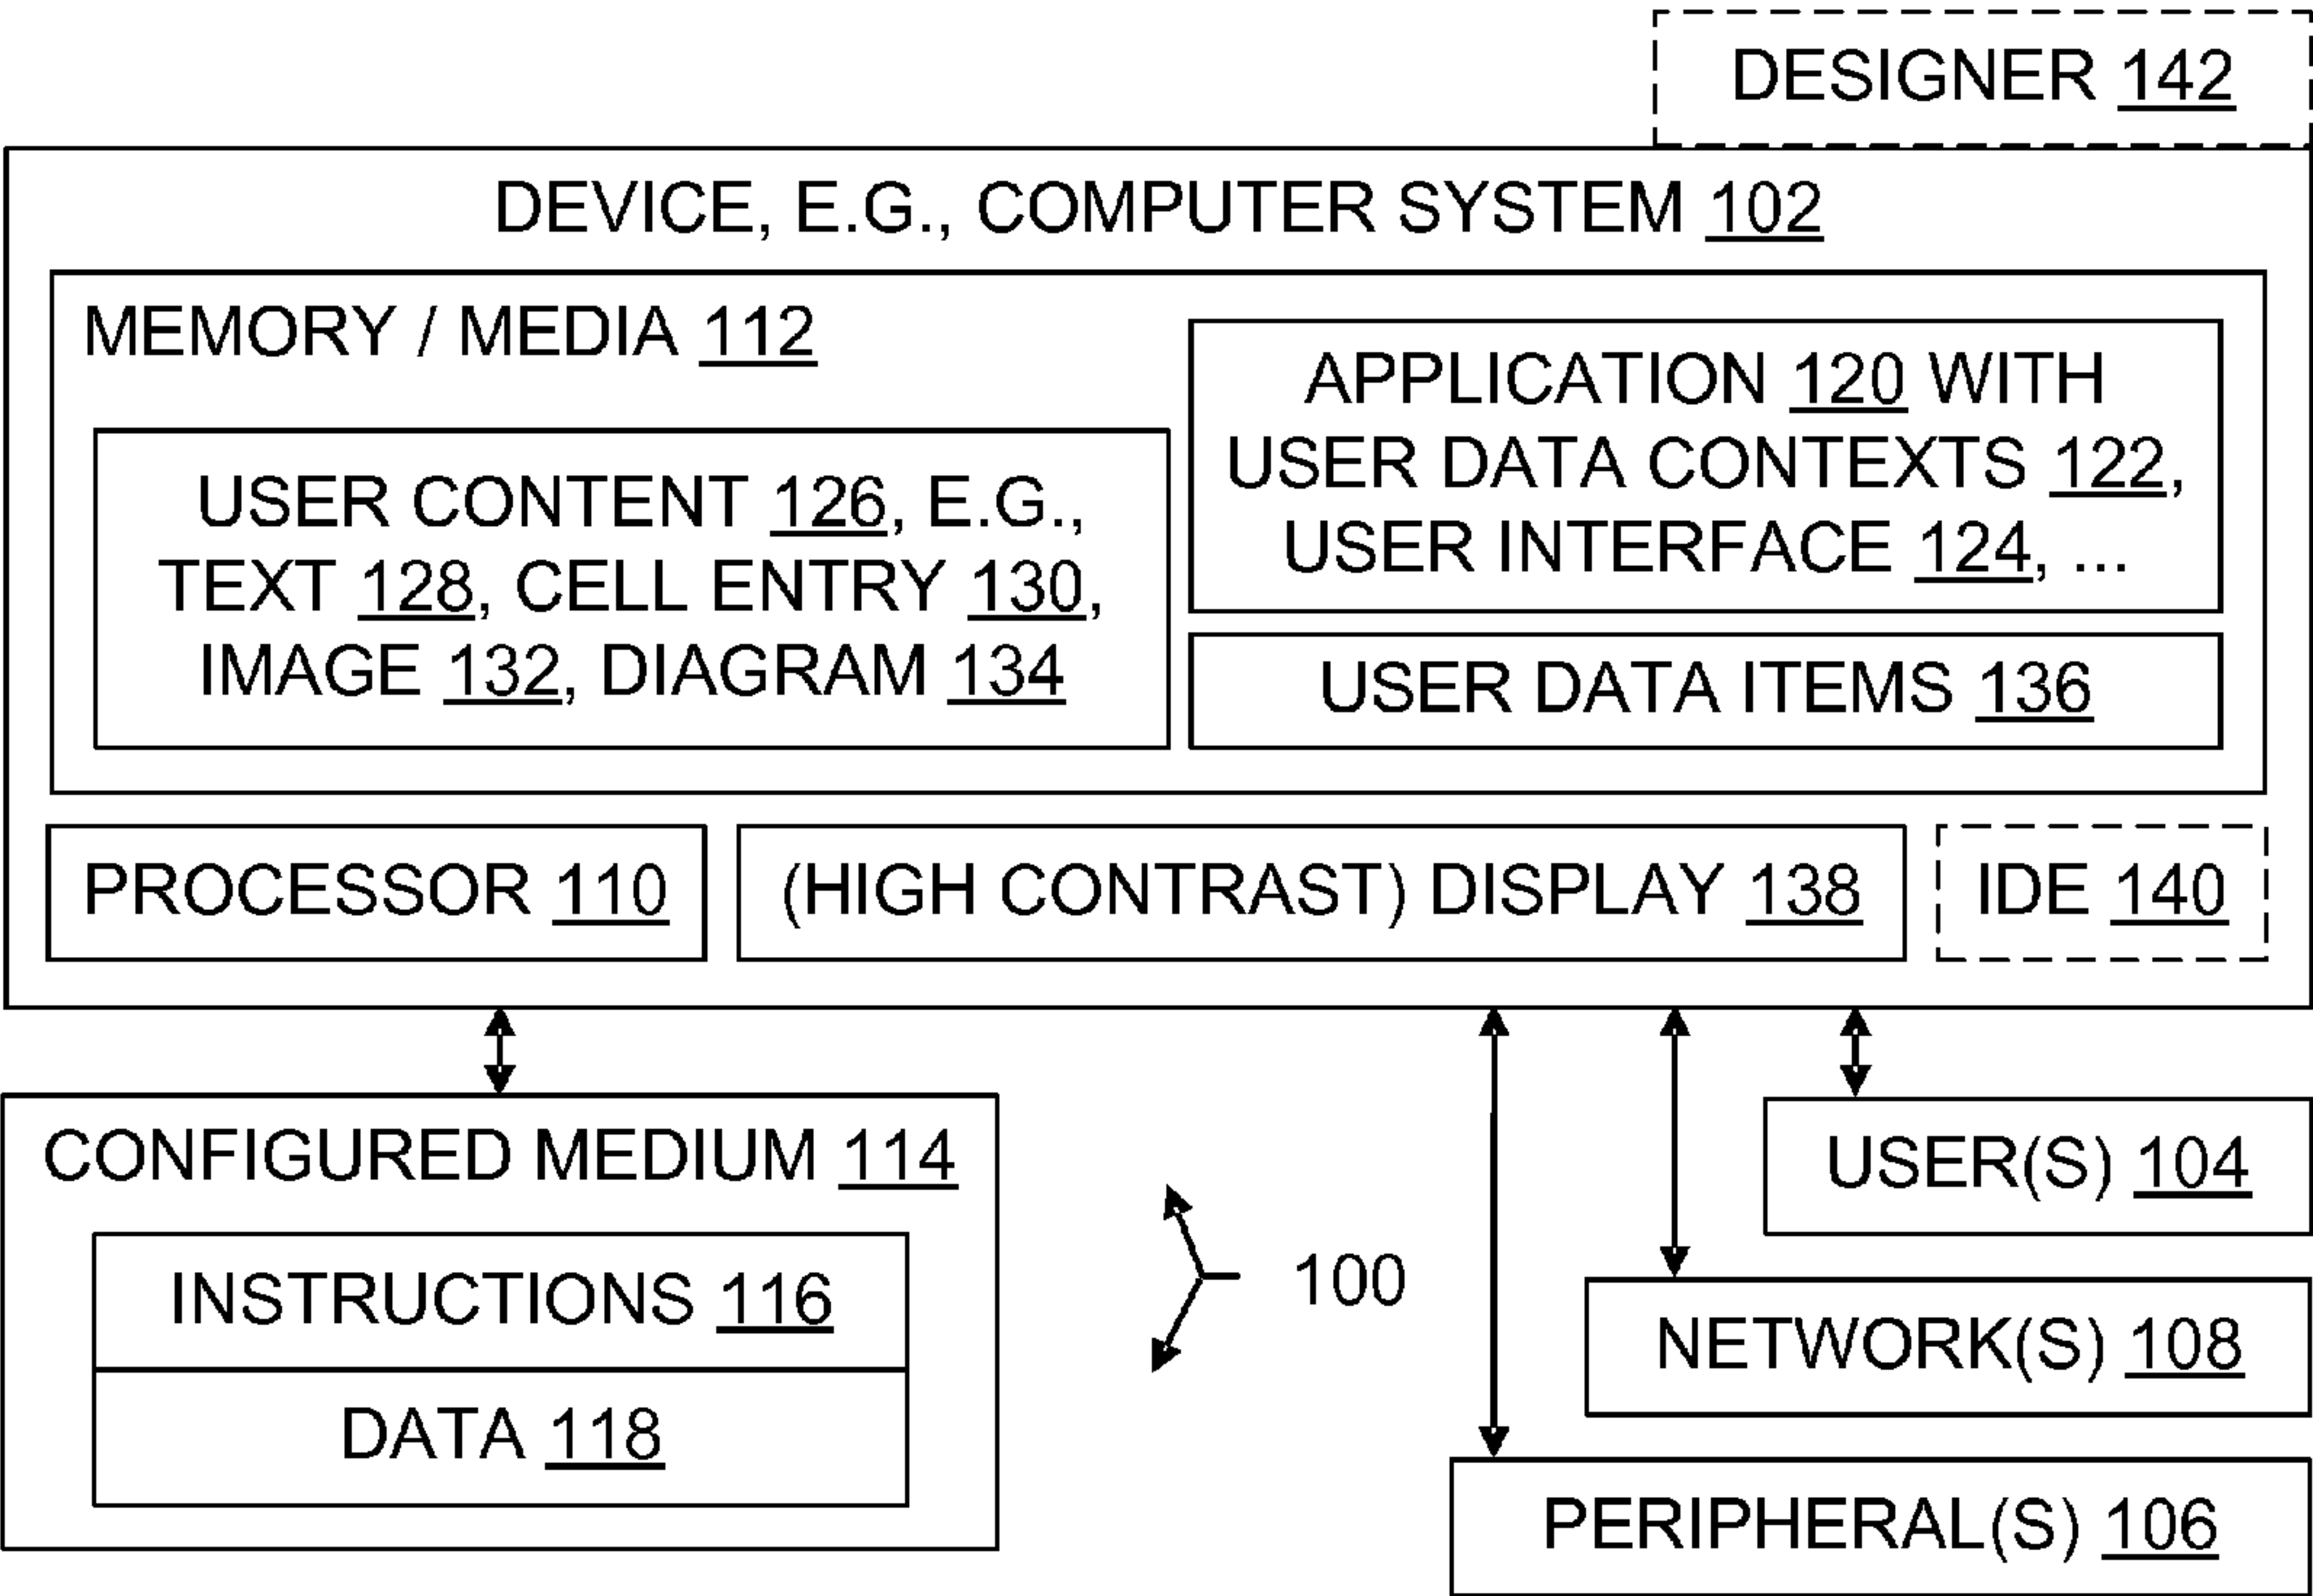 DESIGNER 142
DEVICE, E.G., COMPUTER SYSTEM 102
MEMORY / MEDIA 112
USER CONTENT 126, E.G.,
TEXT 128, CELL ENTRY 130,
IMAGE 132, DIAGRAM 134
APPLICATION 120 WITH
USER DATA CONTEXTS 122,
USER INTERFACE 124, ...
USER DATA ITEMS 136
PROCESSOR 110
(HIGH CONTRAST) DISPLAY 138
IDE 140
CONFIGURED MEDIUM 114
INSTRUCTIONS 116
DATA 118
100
USER(S) 104
NETWORK(S) 108
PERIPHERAL(S) 106